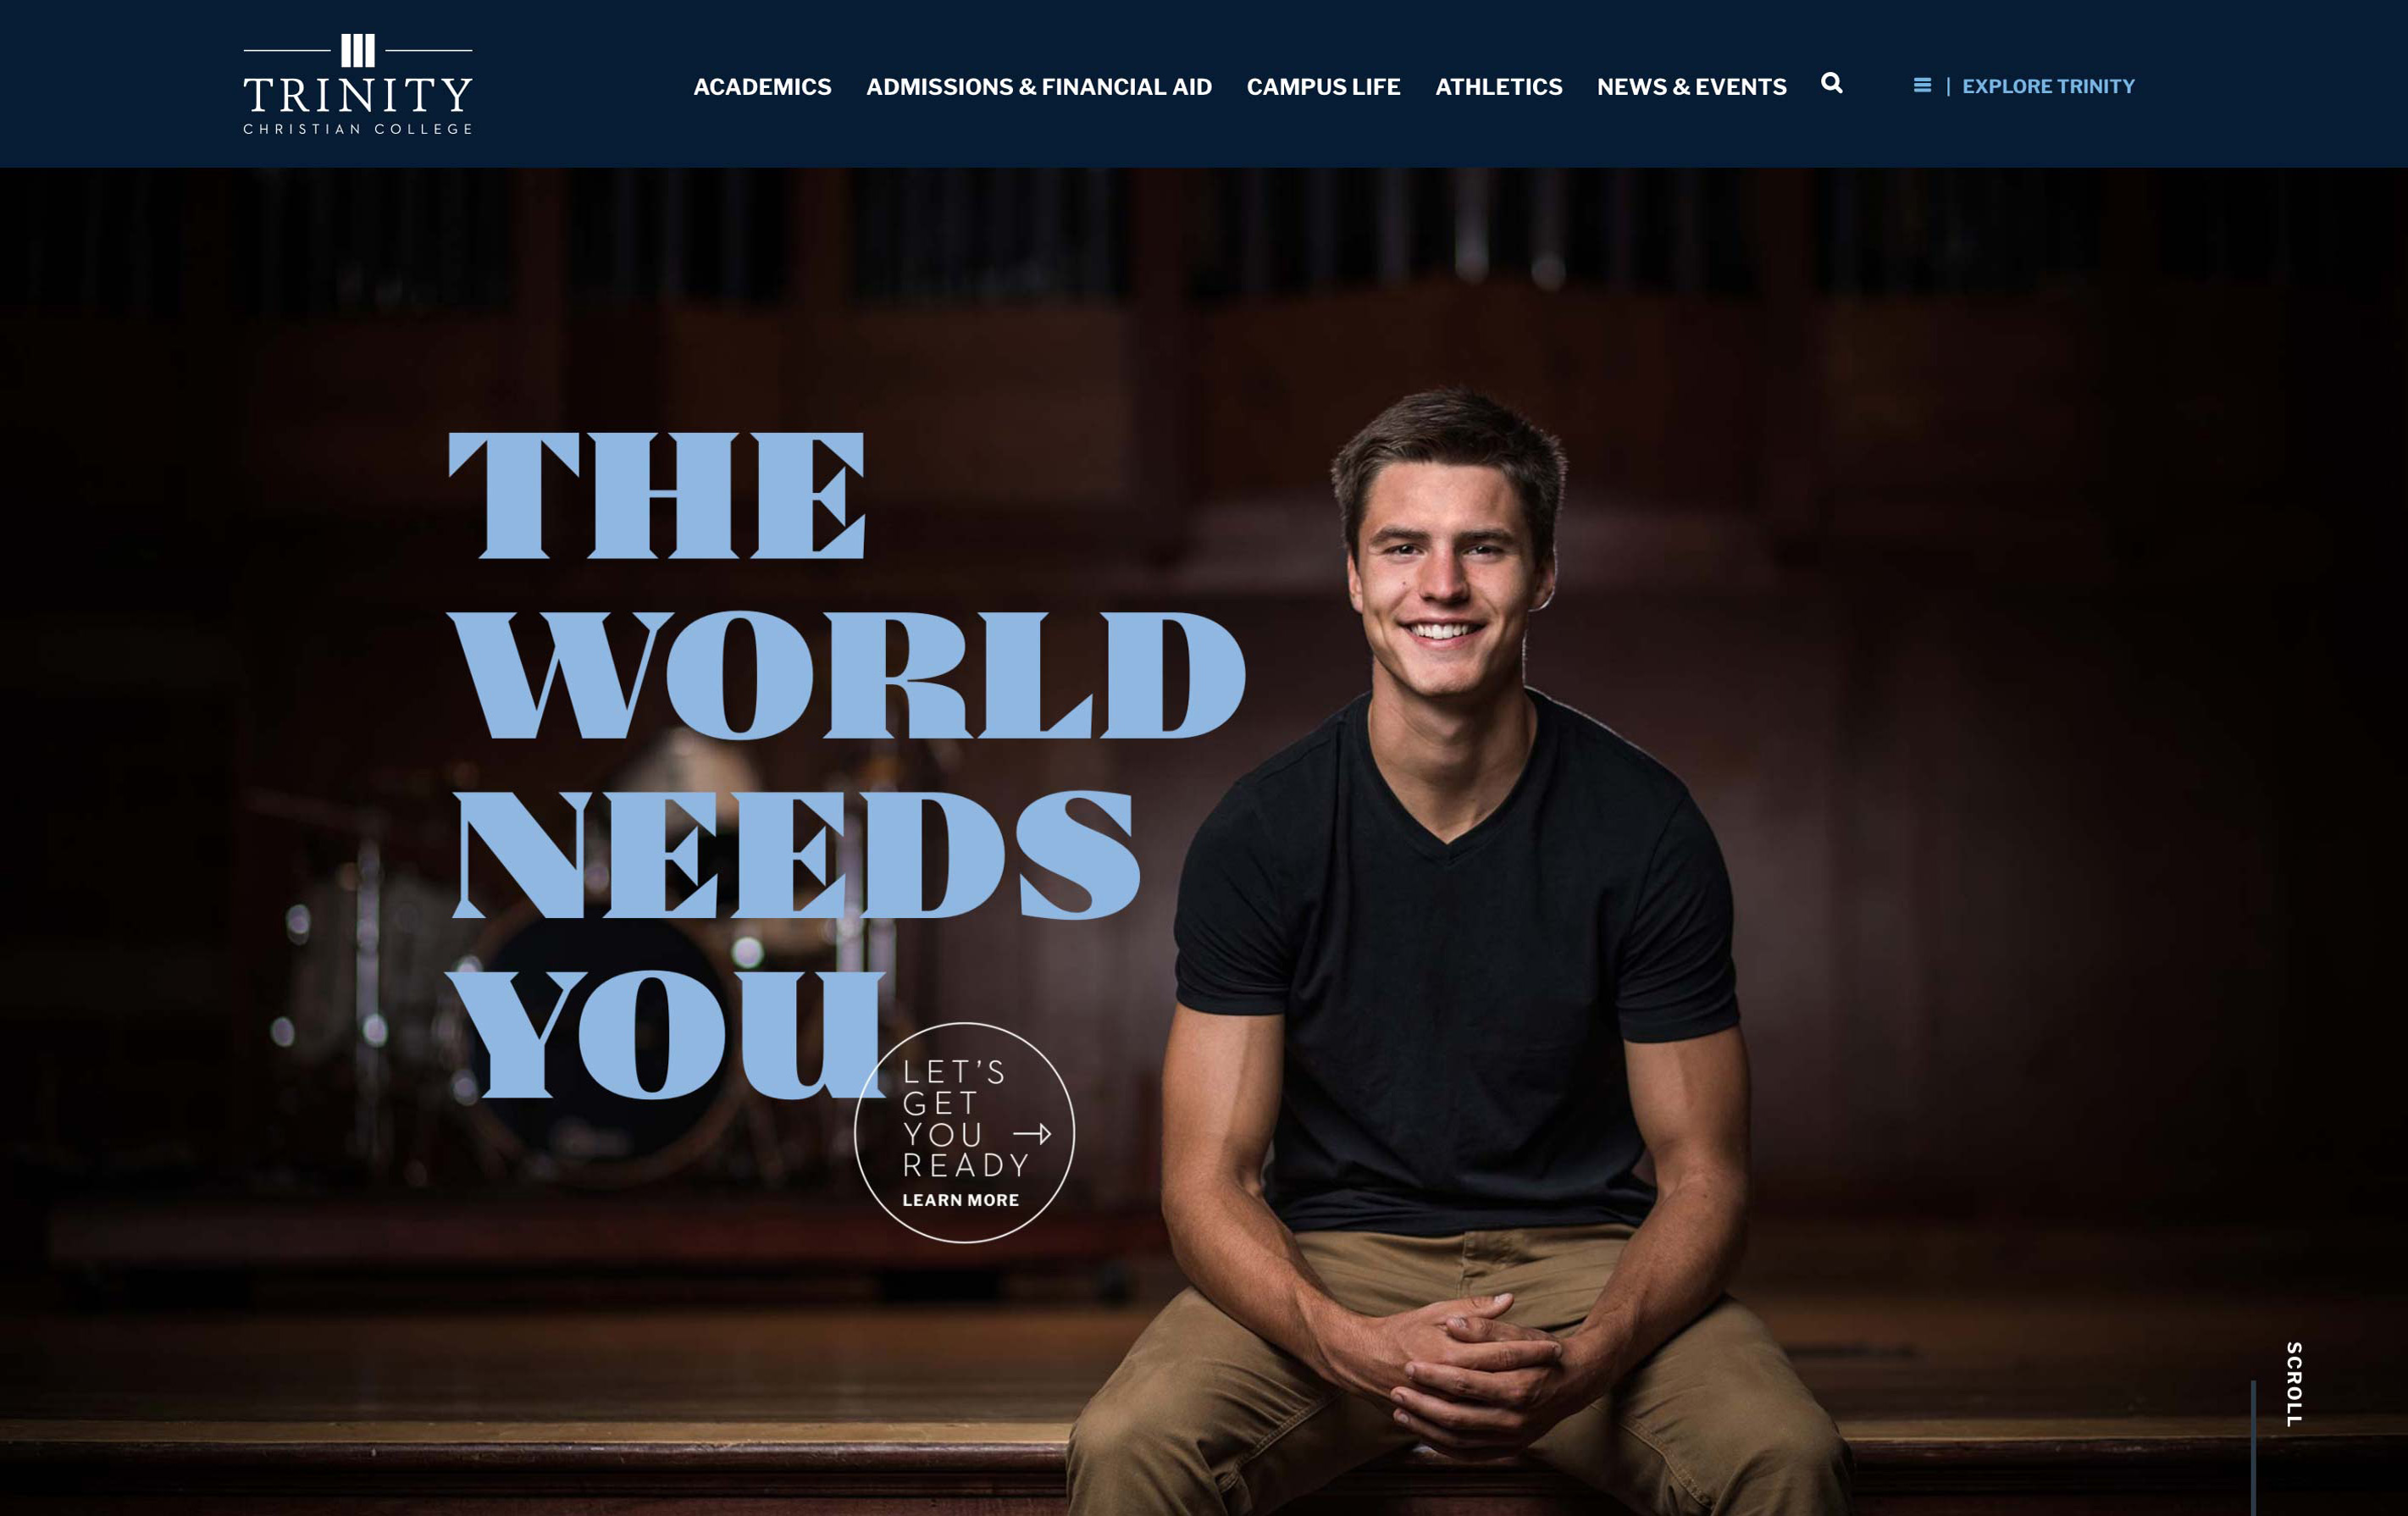 TRINITY
CHRISTIAN COLLEGE
ACADEMICS
ADMISSIONS & FINANCIAL AID
CAMPUS LIFE
ATHLETICS
NEWS & EVENTS
| EXPLORE TRINITY
THE
WORLD
NEEDS
YOU
LET'S
GET
YOU
READY
LEARN MORE
SCROLL